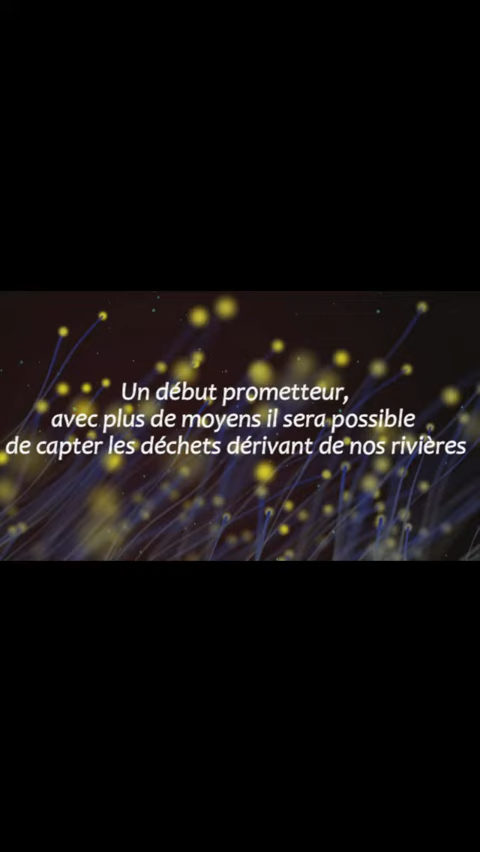 Un début prometteur,
avec plus de moyens il sera possible
de capter les déchets dérivant de nos rivières